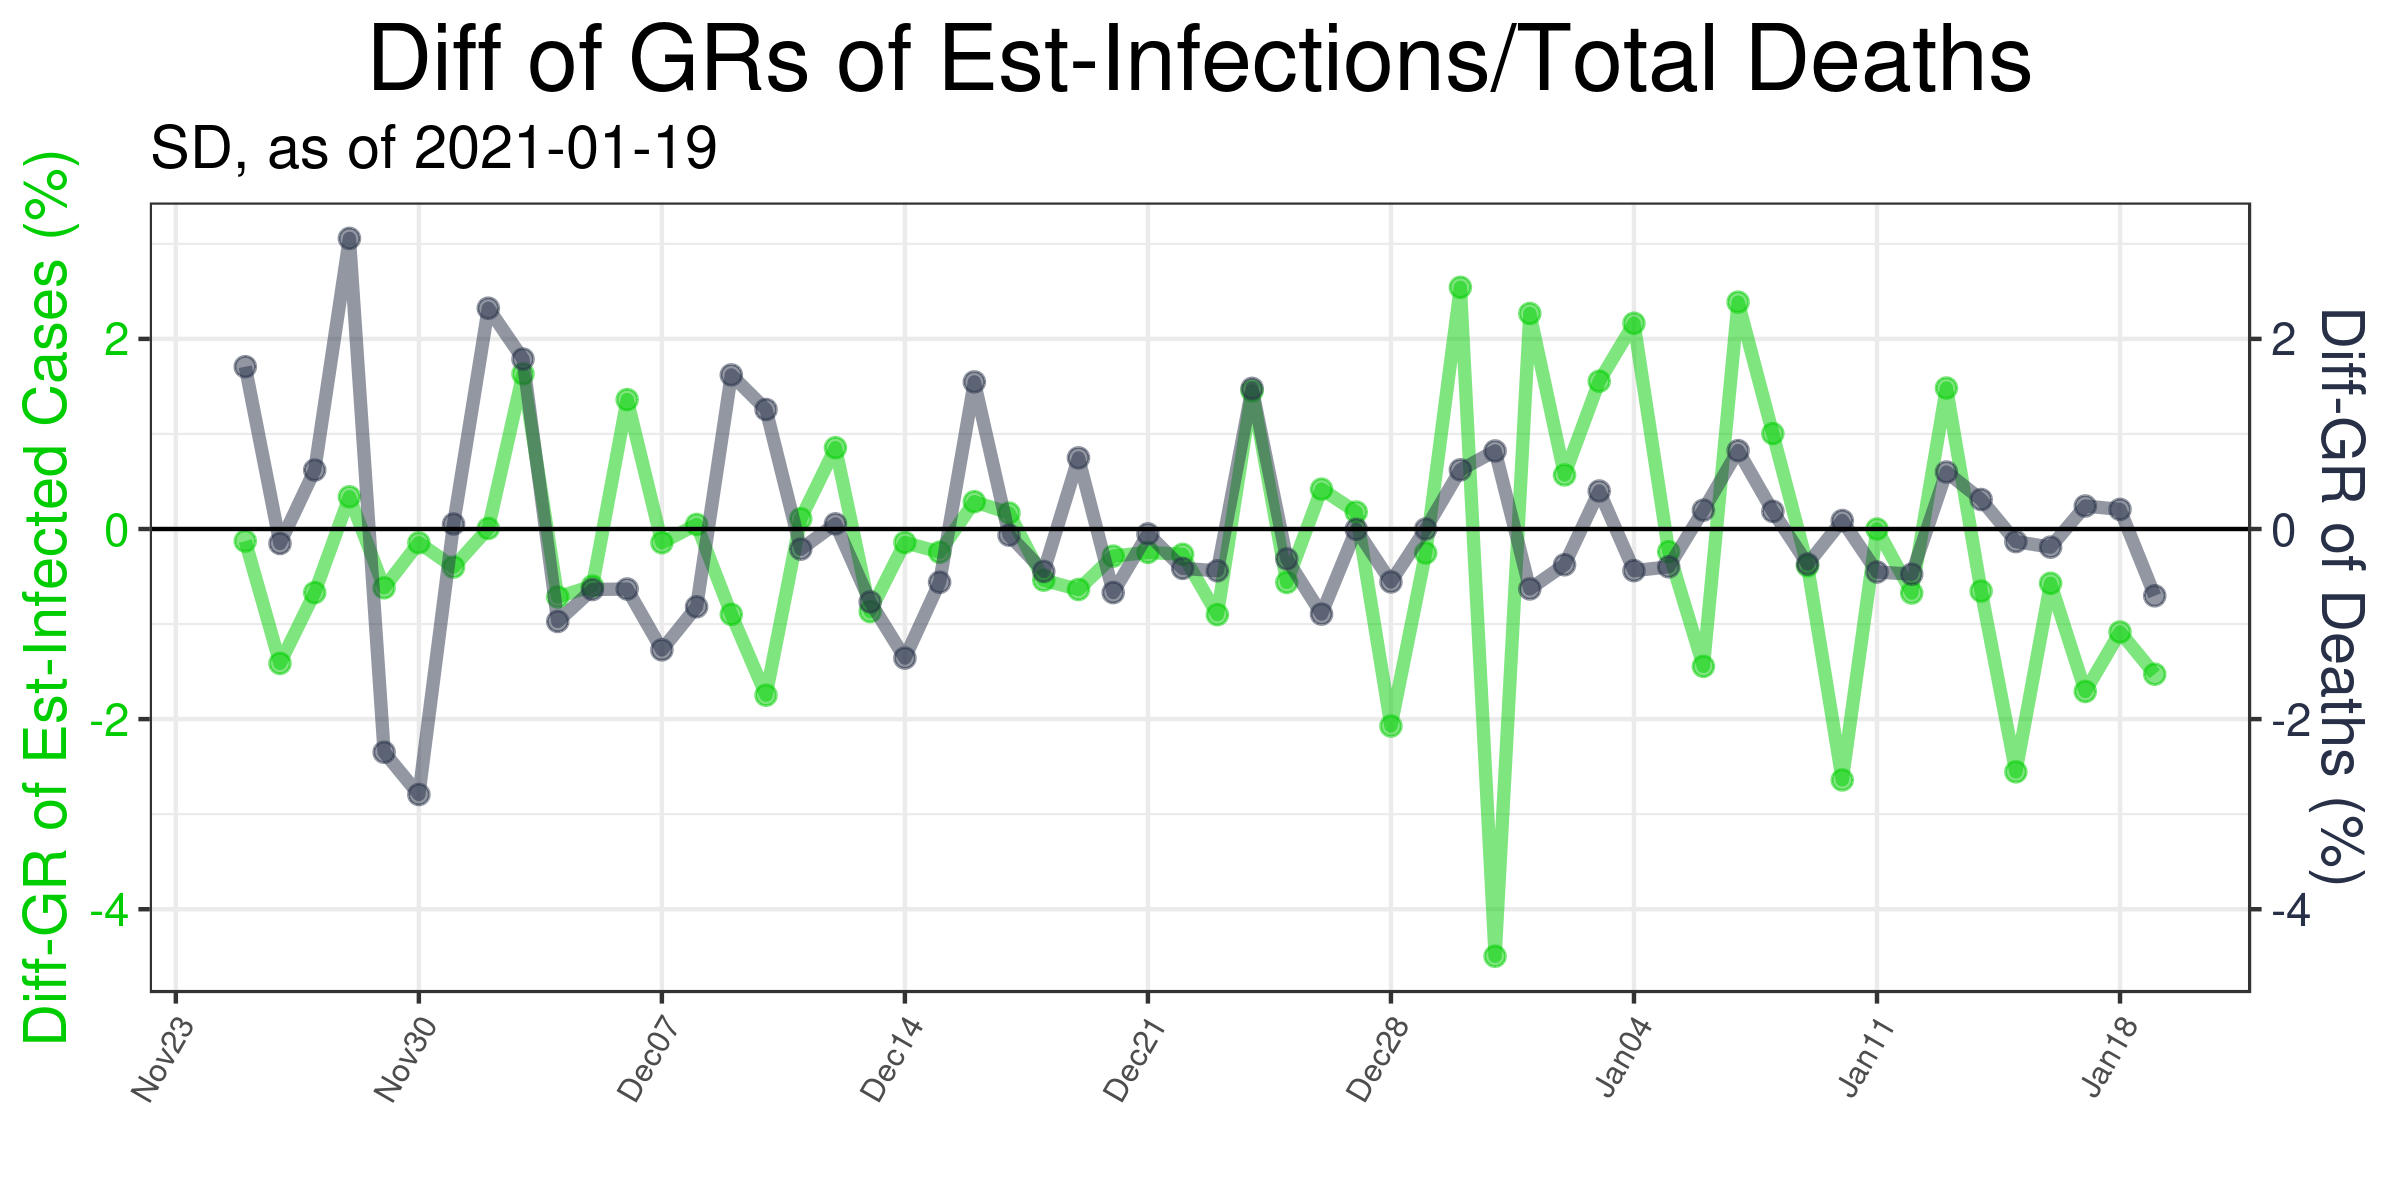 Diff of GRs of Est-Infections/Total Deaths
SD, as of 2021-01-19
Diff-GR of Est-Infected Cases (%)
2
0
-2
-4
2
0
-2
-4
Diff-GR of Deaths (%)
Nov23
Nov30
Dec07
Dec14
Dec21
Dec28
Jan04
Jan11
Jan18